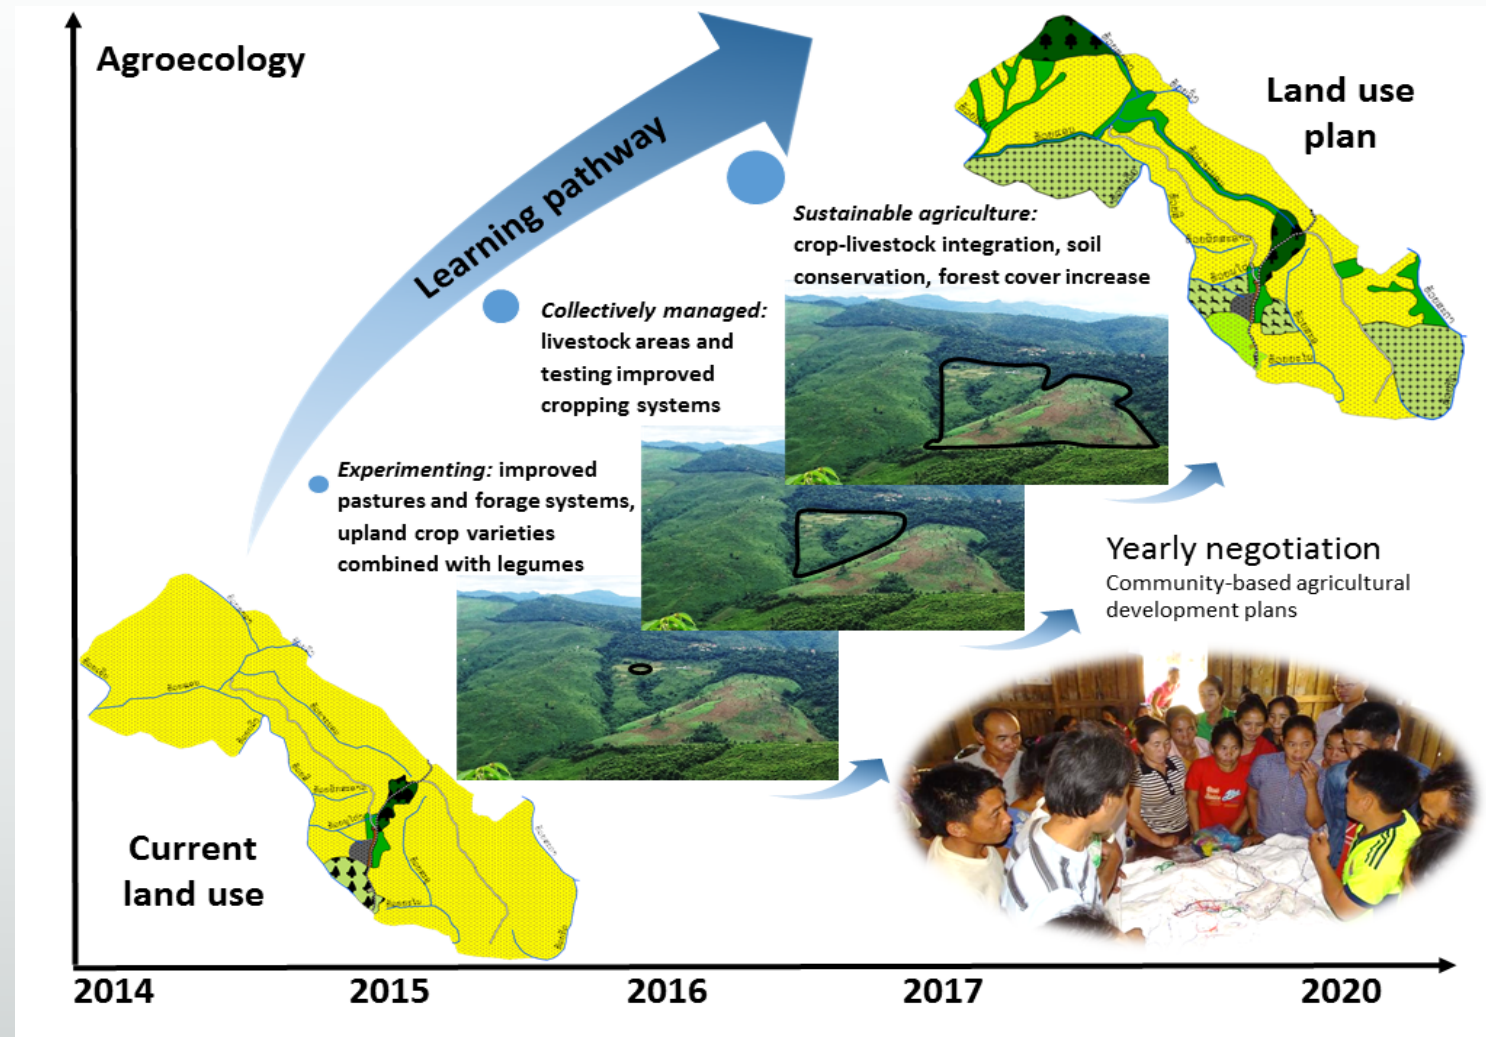 Agroecology
Learning pathway
Land use
plan
Sustainable agriculture:
crop-livestock integration, soil
conservation, forest cover increase
Collectively managed:
livestock areas and
testing improved
cropping systems
Experimenting: improved
pastures and forage systems,
upland crop varieties
combined with legumes
Yearly negotiation
Community-based agricultural
development plans
Current
land use
2014
2015
2016
2017
2020